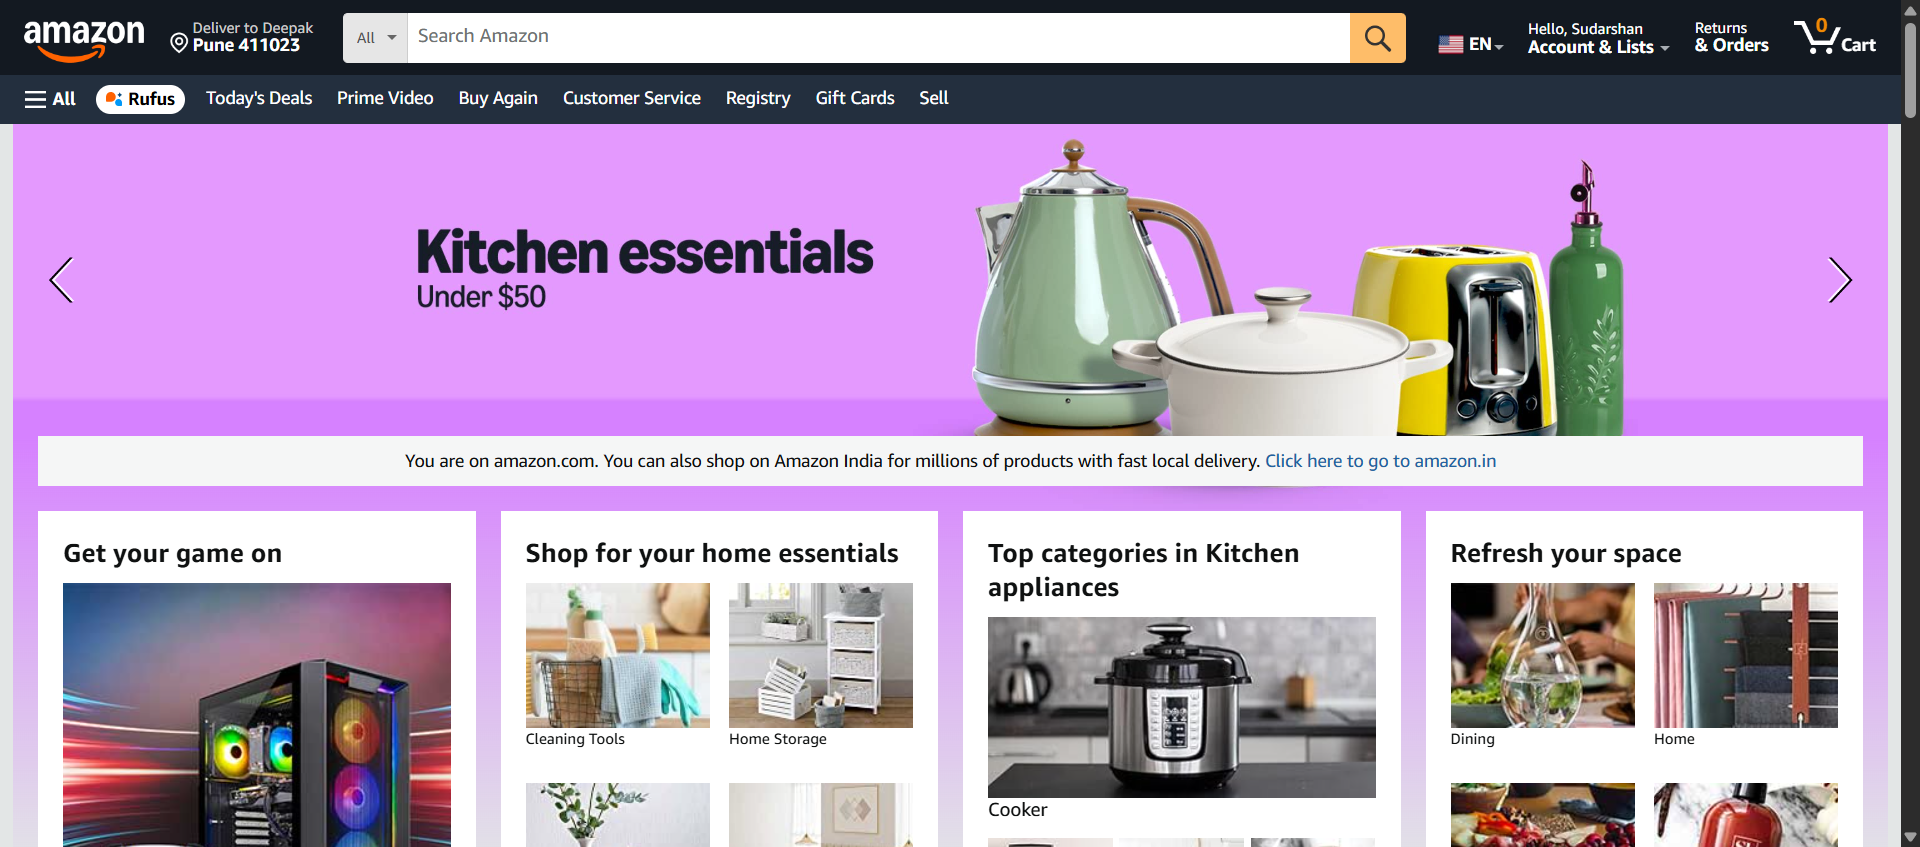 amazon
Deliver to Deepak
Pune 411023
All
Search Amazon
EN
Hello, Sudarshan
Account & Lists
Returns
& Orders
0
Cart
All
Rufus
Today's Deals
Prime Video
Buy Again
Customer Service
Registry
Gift Cards
Sell
Kitchen essentials
Under $50
You are on amazon.com. You can also shop on Amazon India for millions of products with fast local delivery. Click here to go to amazon.in
Get your game on
Shop for your home essentials
Cleaning Tools
Home Storage
Top categories in Kitchen
appliances
Cooker
Refresh your space
Dining
Home